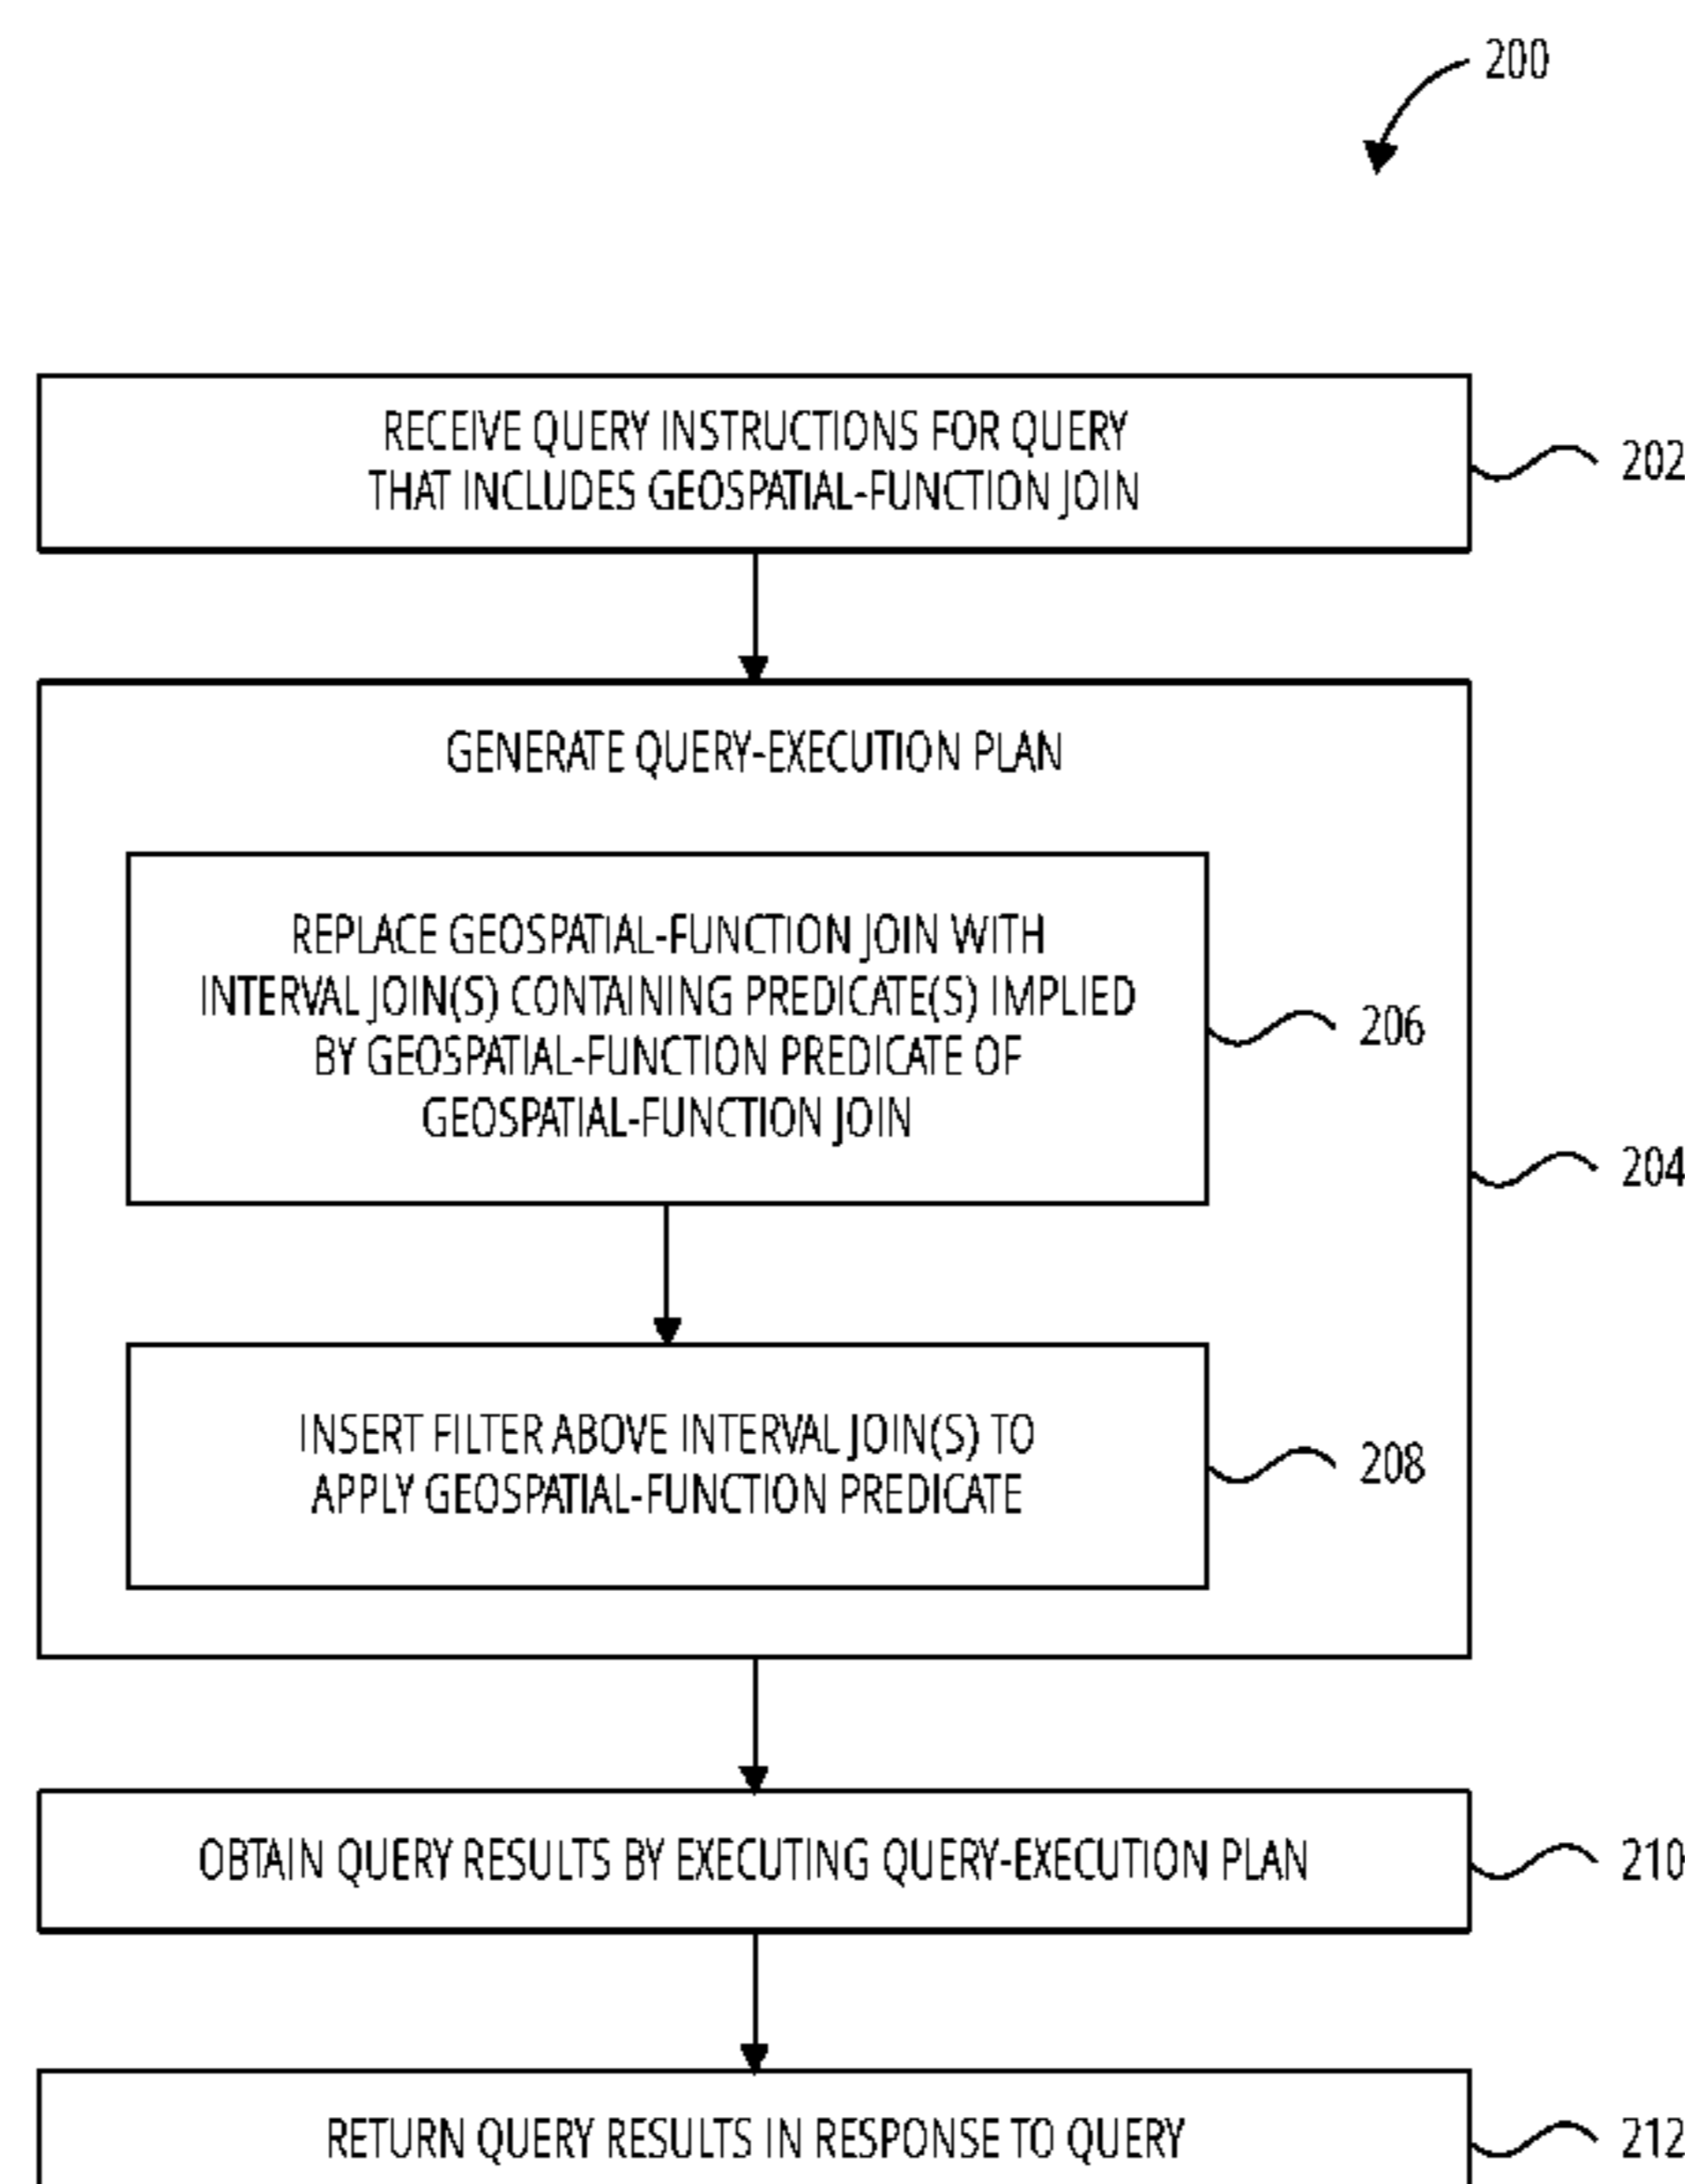 200
RECEIVE QUERY INSTRUCTIONS FOR QUERY
THAT INCLUDES GEOSPATIAL-FUNCTION JOIN
202
GENERATE QUERY-EXECUTION PLAN
REPLACE GEOSPATIAL-FUNCTION JOIN WITH
INTERVAL JOIN(S) CONTAINING PREDICATE(S) IMPLIED
BY GEOSPATIAL-FUNCTION PREDICATE OF
GEOSPATIAL-FUNCTION JOIN
206
204
INSERT FILTER ABOVE INTERVAL JOIN(S) TO
APPLY GEOSPATIAL-FUNCTION PREDICATE
208
OBTAIN QUERY RESULTS BY EXECUTING QUERY-EXECUTION PLAN
210
RETURN QUERY RESULTS IN RESPONSE TO QUERY
212